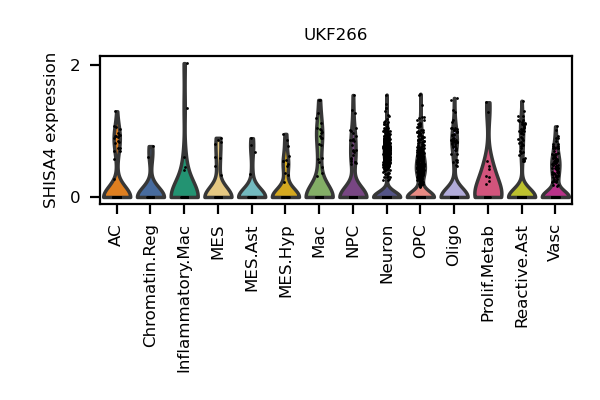 UKF266
SHISA4 expression
2
0
AC
Chromatin.Reg
Inflammatory.Mac
MES
MES.Ast
MES.Hyp
Mac
NPC
Neuron
OPC
Oligo
Prolif.Metab
Reactive.Ast
Vasc